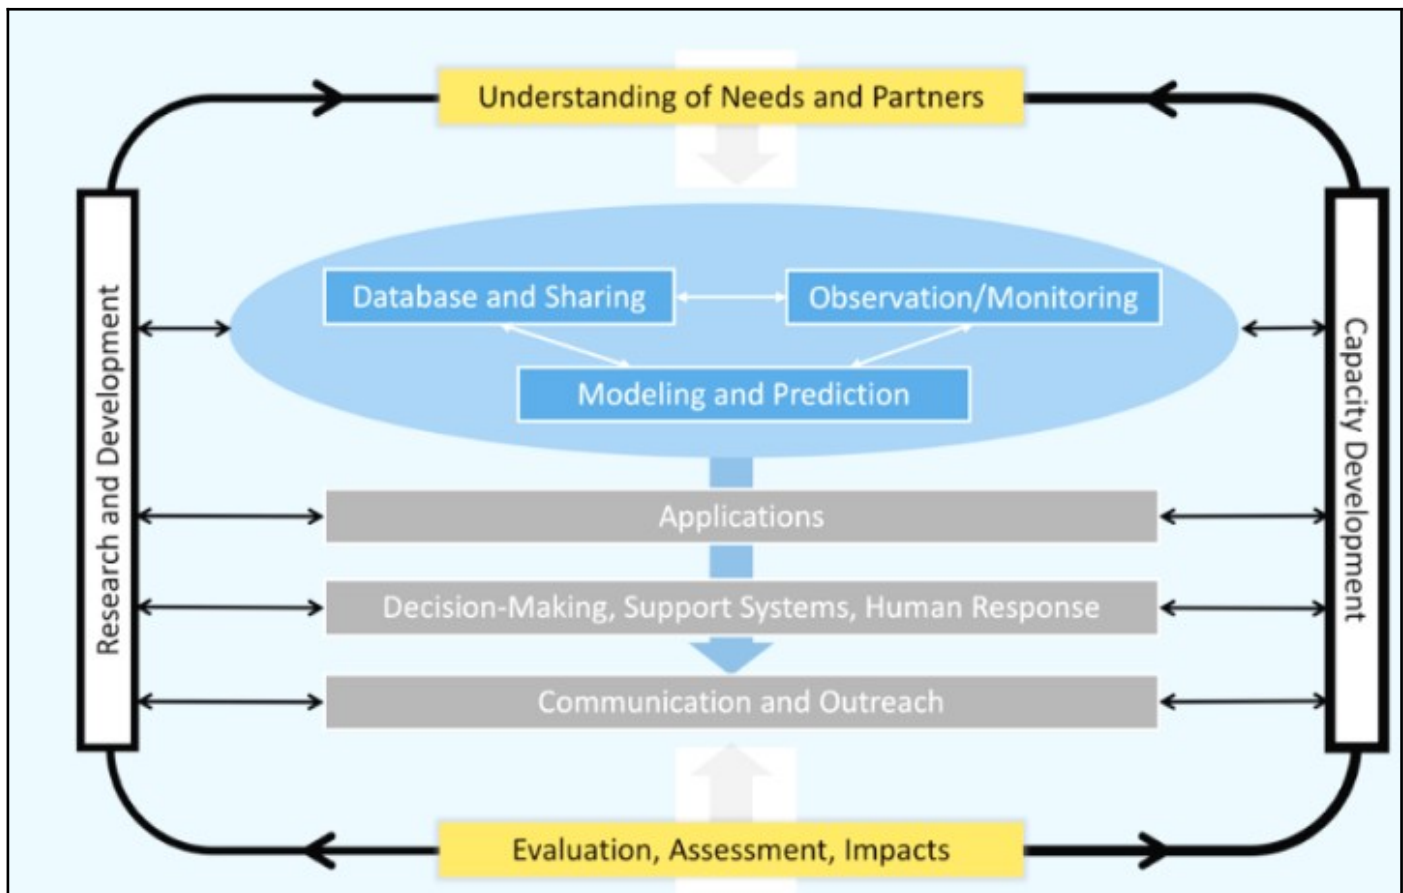 Understanding of Needs and Partners
Database and Sharing
Observation/Monitoring
Modeling and Prediction
Research and Development
Capacity Development
Applications
Decision-Making, Support Systems, Human Response
Communication and Outreach
Evaluation, Assessment, Impacts